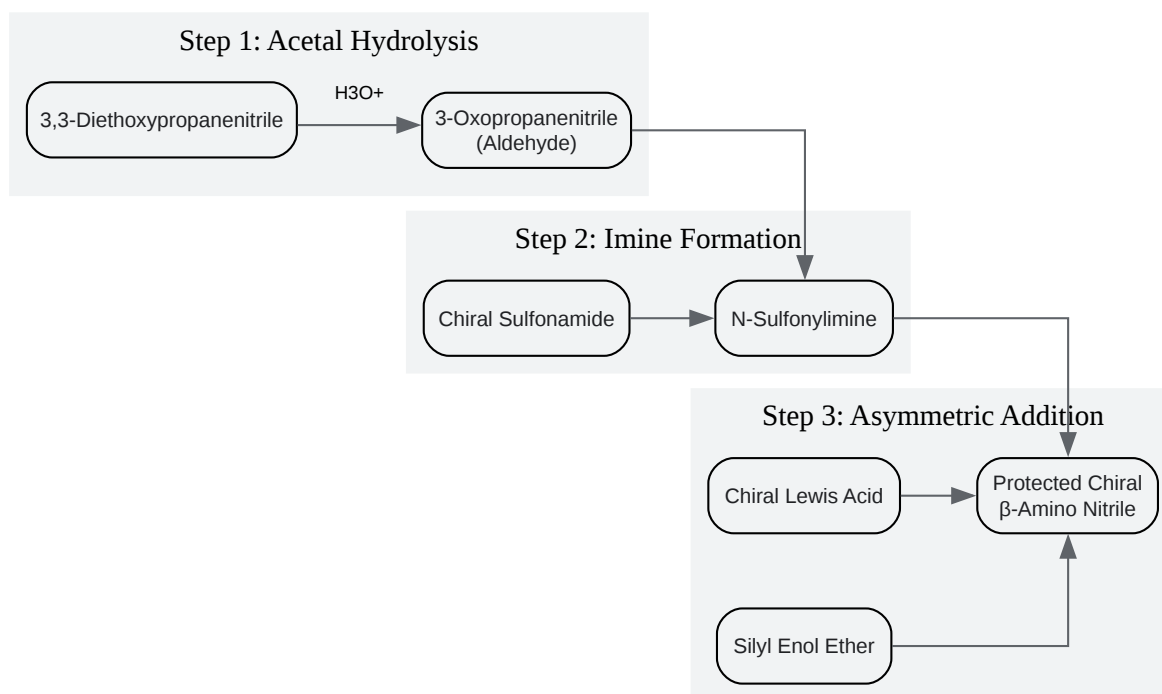 Step 1: Acetal Hydrolysis
3,3-Diethoxypropanenitrile
H3O+
3-Oxopropanenitrile
(Aldehyde)
Step 2: Imine Formation
Chiral Sulfonamide
N-Sulfonylimine
Step 3: Asymmetric Addition
Chiral Lewis Acid
Protected Chiral
β-Amino Nitrile
Silyl Enol Ether